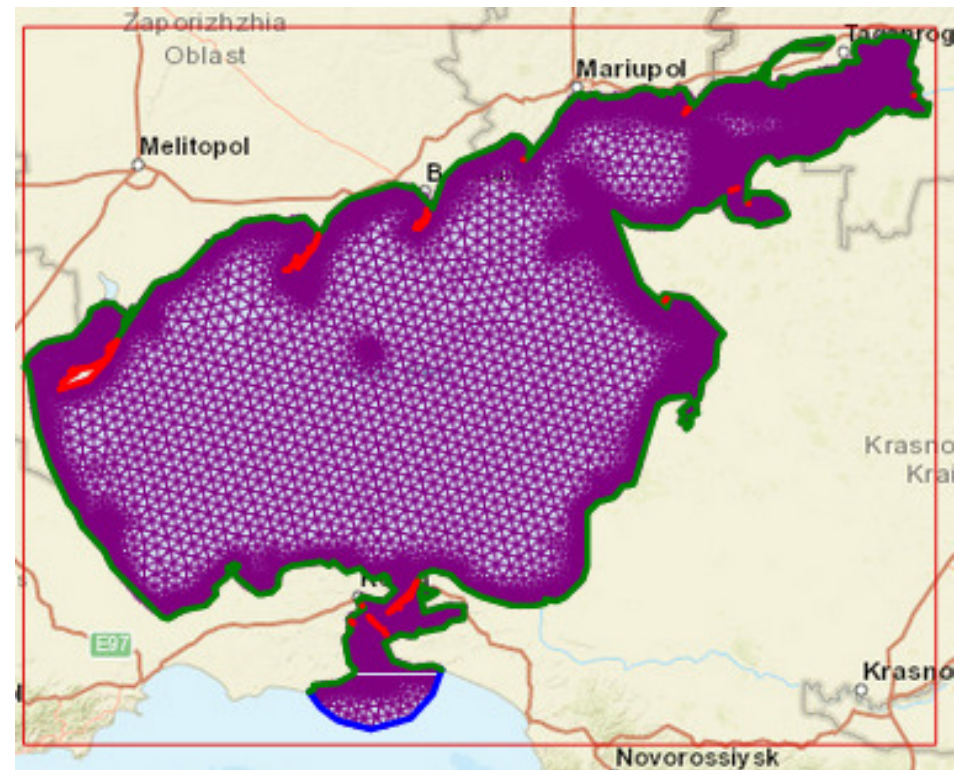 Zaporizhzhia
Oblast
Taganrog
Mariupol
Melitopol
B
Krasno
Krai
K
E97
Krasno
Novorossiysk